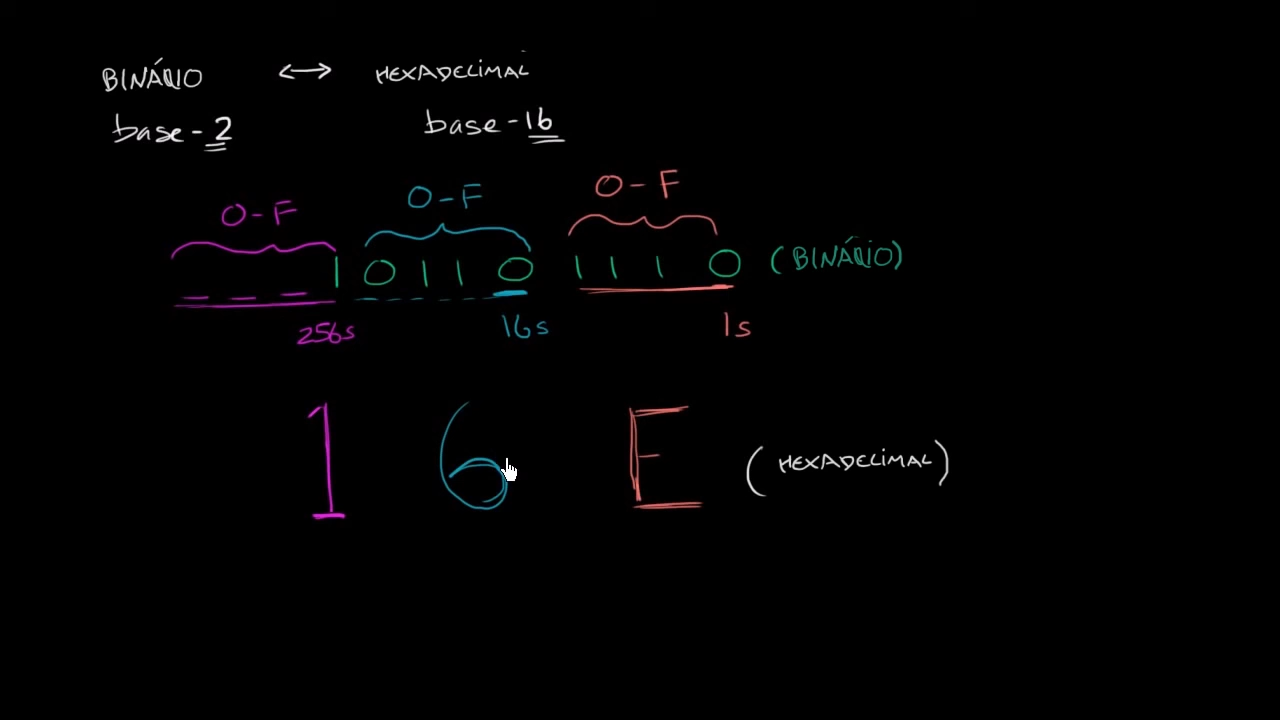 BINÁRIO ↔ HEXADECIMAL
base-2 base-16
0-F 0-F 0-F
1 0 1 1 0 1 1 1 0 (BINÁRIO)
256s 16s 1s
1 6 E (HEXADECIMAL)